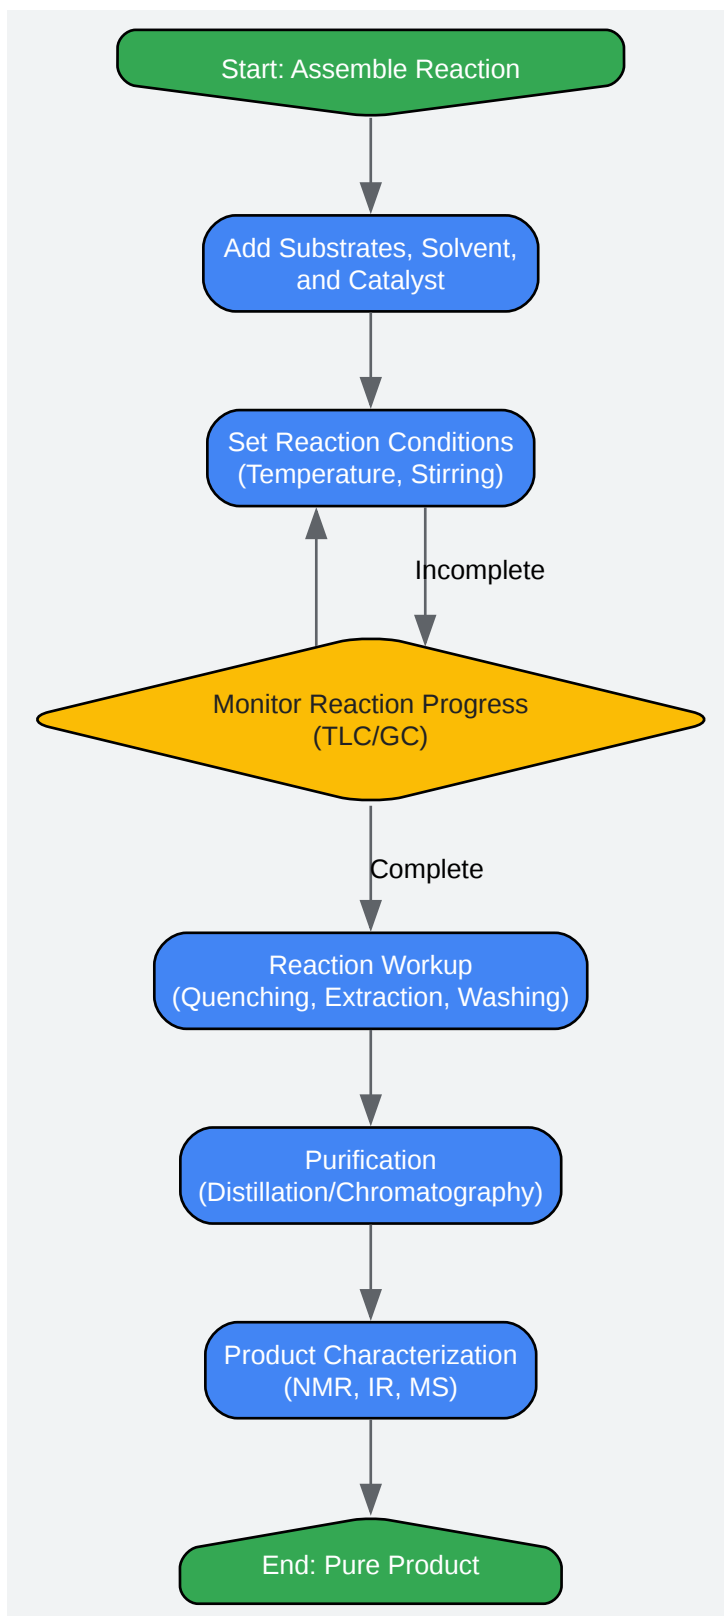 Start: Assemble Reaction
Add Substrates, Solvent,
and Catalyst
Set Reaction Conditions
(Temperature, Stirring)
Incomplete
Monitor Reaction Progress
(TLC/GC)
Complete
Reaction Workup
(Quenching, Extraction, Washing)
Purification
(Distillation/Chromatography)
Product Characterization
(NMR, IR, MS)
End: Pure Product